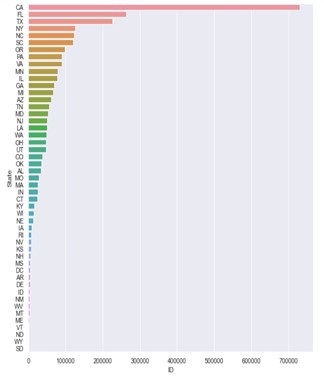 CA
FL
TX
NY
NC
SC
OR
PA
VA
MN
IL
GA
MI
AZ
TN
MD
NJ
LA
WA
OH
UT
CO
OK
AL
MO
MA
IN
CT
KY
WI
NE
IA
RI
NV
KS
NH
MS
DC
AR
DE
ID
NM
WV
MT
ME
VT
ND
WY
SD
State
0 100000 200000 300000 400000 500000 600000 700000
ID